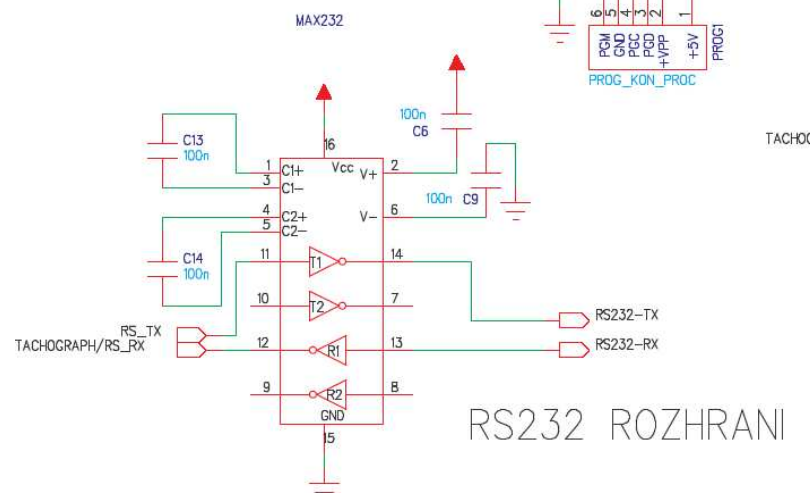 MAX232
6 5 4 3 2 1
PGM GND PGC PGD +VPP +5V
PROG1
PROG_KON_PROC
100n
C6
TACHO
C13
100n
16
Vcc
1 C1+
3 C1-
V+ 2
100n C9
4 C2+
5 C2-
V- 6
C14
100n
11 T1 14
10 T2 7
RS_TX
RS232-TX
TACHOGRAPH/RS_RX
12 R1 13
RS232-RX
9 R2 8
GND
15
RS232 ROZHRANI